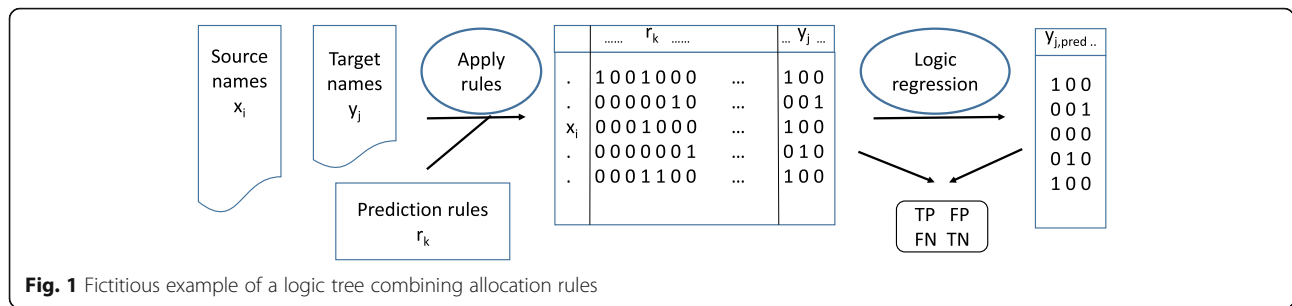 Source
names
xi
Target
names
yj
Apply
rules
Prediction rules
rk
...... rk ...... ... yj ...
. 1 0 0 1 0 0 0 ... 1 0 0
. 0 0 0 0 0 1 0 ... 0 0 1
xi 0 0 0 1 0 0 0 ... 1 0 0
. 0 0 0 0 0 0 1 ... 0 1 0
. 0 0 0 1 1 0 0 ... 1 0 0
Logic
regression
yj,pred ..
1 0 0
0 0 1
0 0 0
0 1 0
1 0 0
TP FP
FN TN
Fig. 1 Fictitious example of a logic tree combining allocation rules